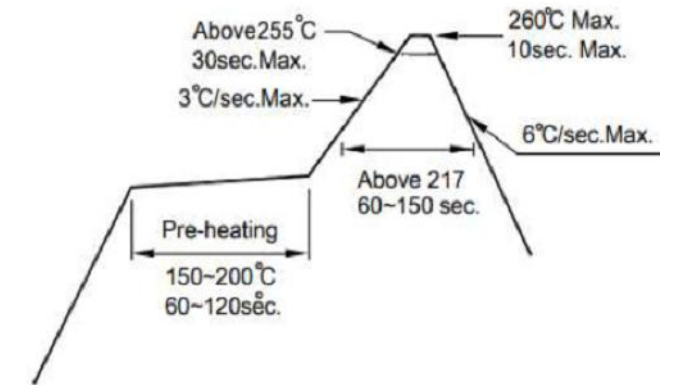 Above255°C
30sec.Max.
260°C Max.
10sec. Max.
3°C/sec.Max.
6°C/sec.Max.
Above 217
60~150 sec.
Pre-heating
150~200°C
60~120sec.